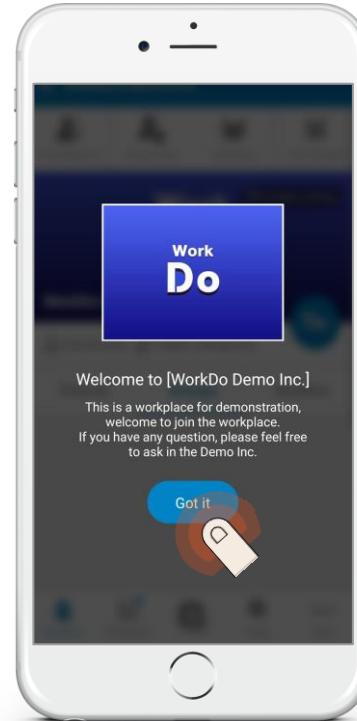 Work
Do
Welcome to [WorkDo Demo Inc.]
This is a workplace for demonstration,
welcome to join the workplace.
If you have any question, please feel free
to ask in the Demo Inc.
Got it